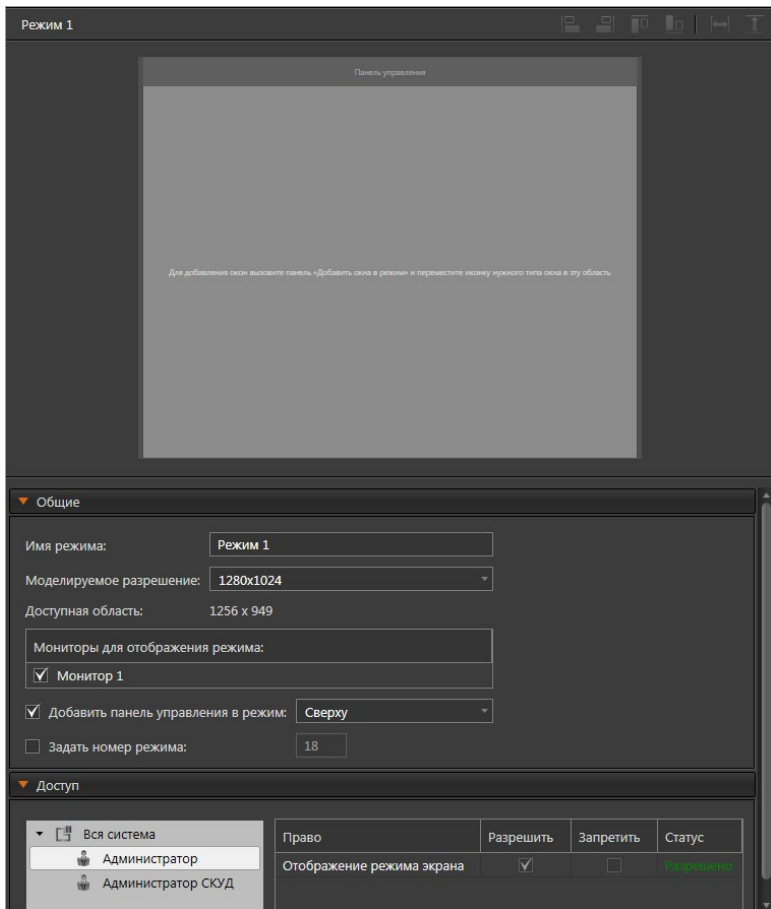 Режим 1
Панель управления
Для добавления окон вызовите панель «Добавить окна в режим» и переместите иконку нужного типа окна в эту область
Общие
Имя режима: Режим 1
Моделируемое разрешение: 1280x1024
Доступная область: 1256 x 949
Мониторы для отображения режима:
Монитор 1
Добавить панель управления в режим: Сверху
Задать номер режима: 18
Доступ
Вся система
Администратор
Администратор СКУД
Право Разрешить Запретить Статус
Отображение режима экрана Разрешено